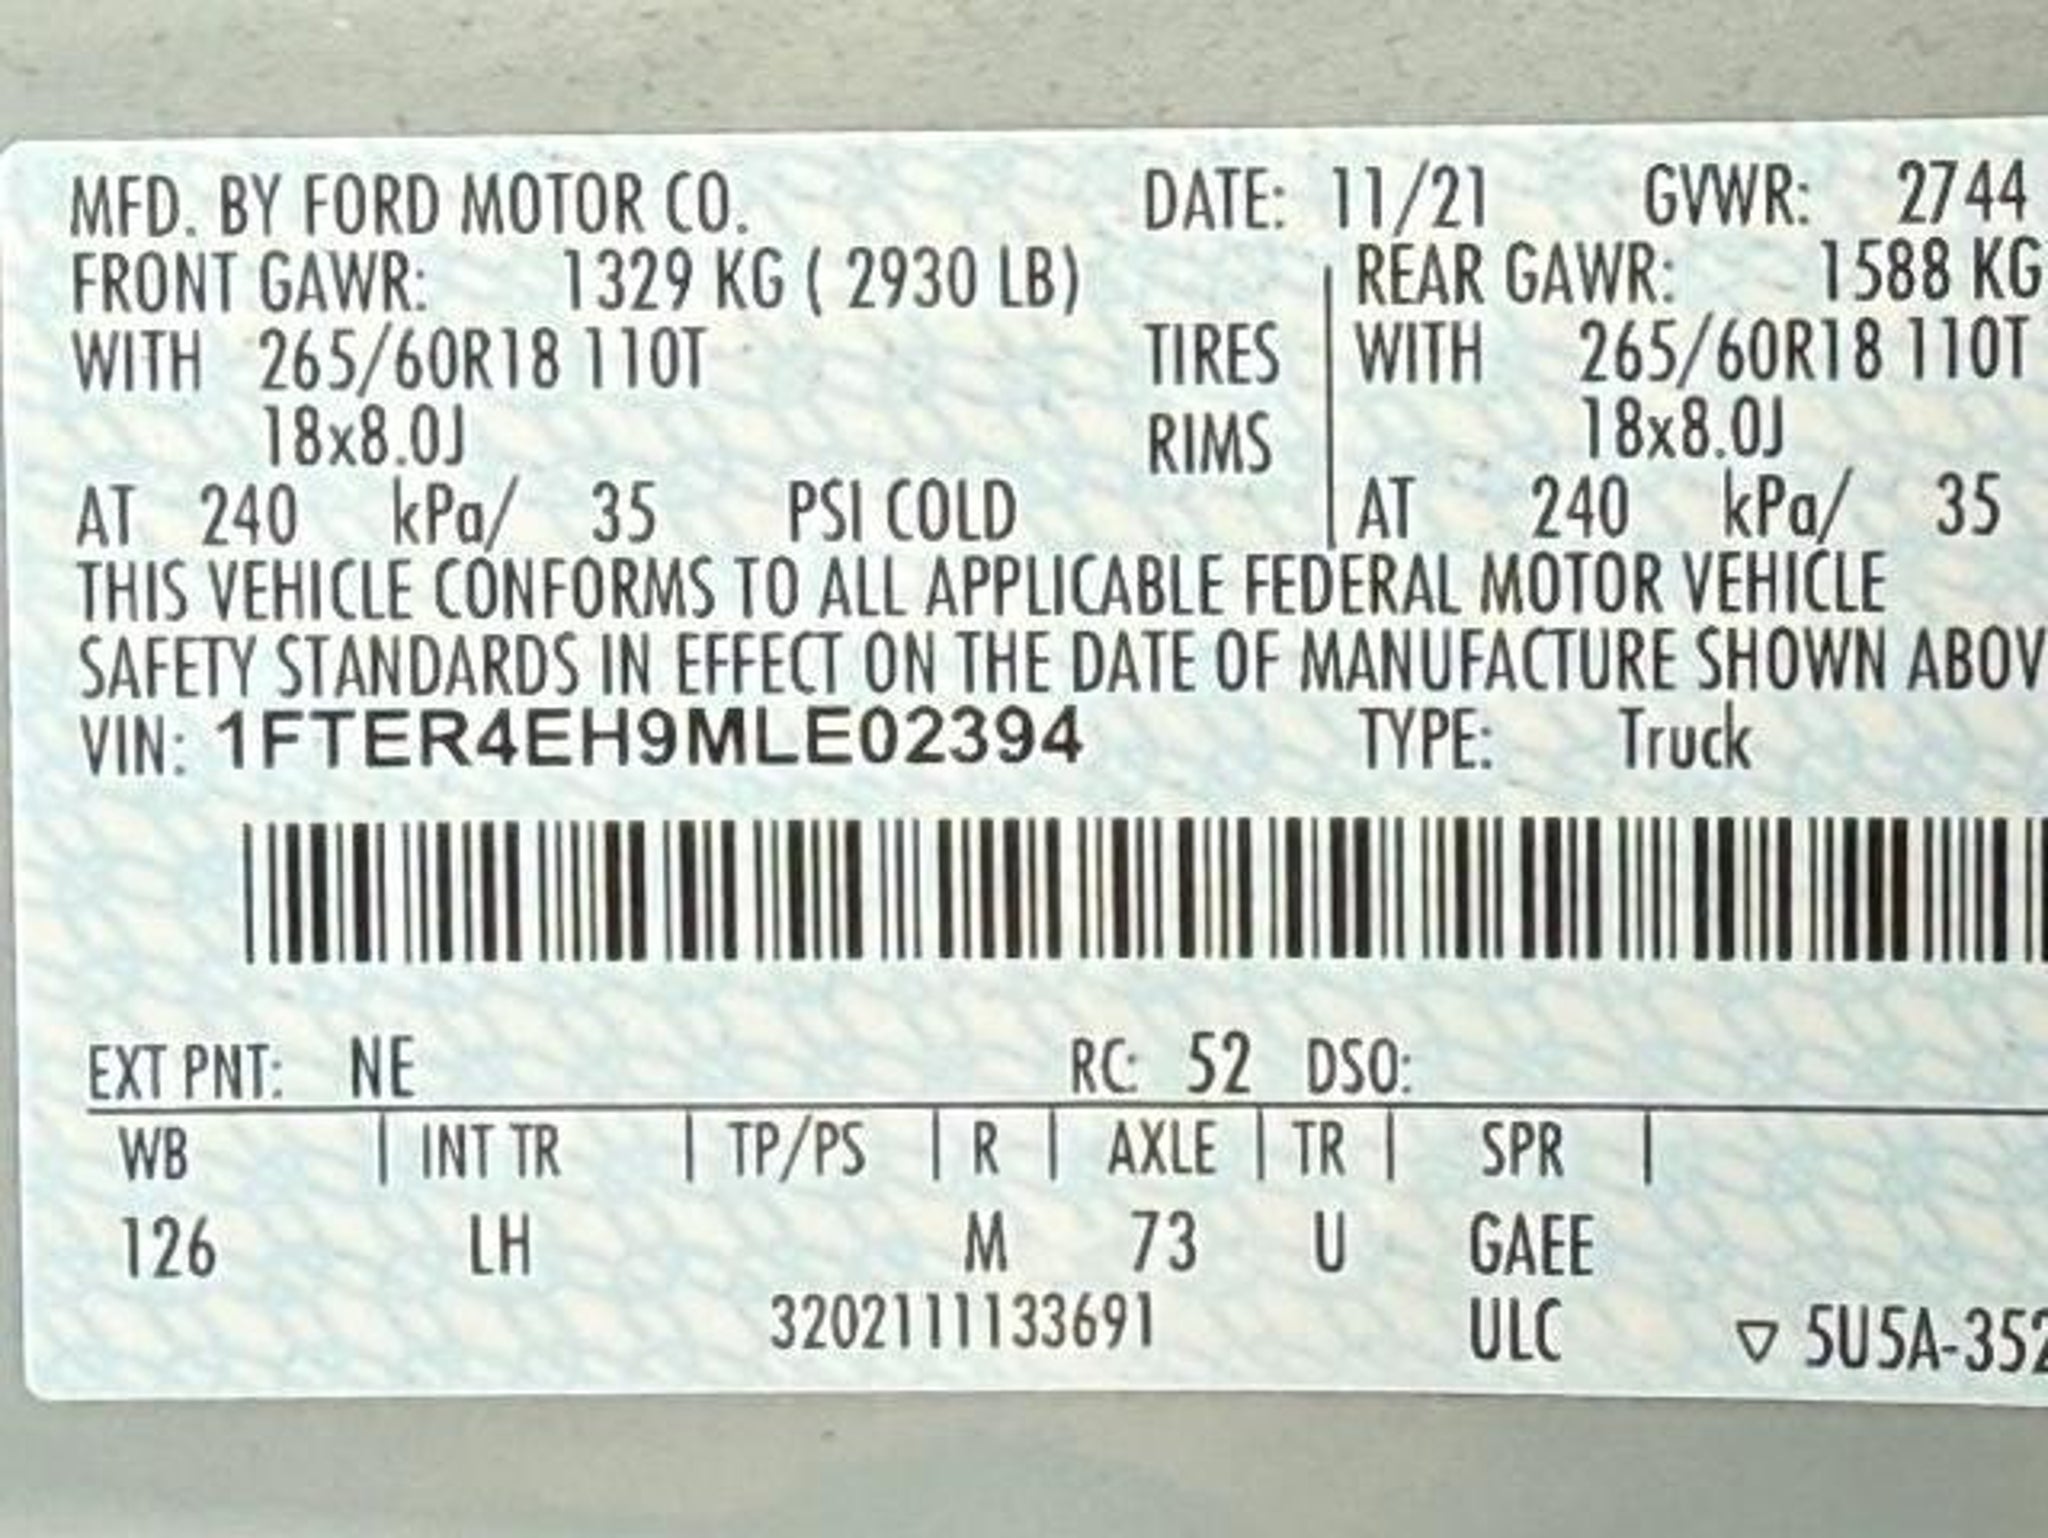 MFD. BY FORD MOTOR CO. DATE: 11/21 GVWR: 2744
FRONT GAWR: 1329 KG ( 2930 LB) REAR GAWR: 1588 KG
WITH 265/60R18 110T TIRES WITH 265/60R18 110T
18x8.0J RIMS 18x8.0J
AT 240 kPa/ 35 PSI COLD AT 240 kPa/ 35
THIS VEHICLE CONFORMS TO ALL APPLICABLE FEDERAL MOTOR VEHICLE
SAFETY STANDARDS IN EFFECT ON THE DATE OF MANUFACTURE SHOWN ABOV
VIN: 1FTER4EH9MLE02394 TYPE: Truck
EXT PNT: NE RC: 52 DSO:
WB | INT TR | TP/PS | R | AXLE | TR | SPR |
126 LH M 73 U GAEE
3202111133691 ULC ▽ 5U5A-352